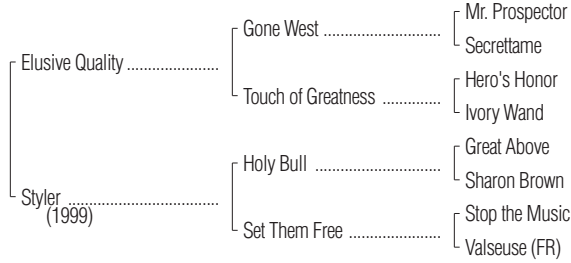 Mr. Prospector
Gone West ..............................
Secrettame
Elusive Quality .......................
Hero's Honor
Touch of Greatness ...............
Ivory Wand
Great Above
Holy Bull ................................
Sharon Brown
Styler ......................................
(1999)
Stop the Music
Set Them Free .......................
Valseuse (FR)